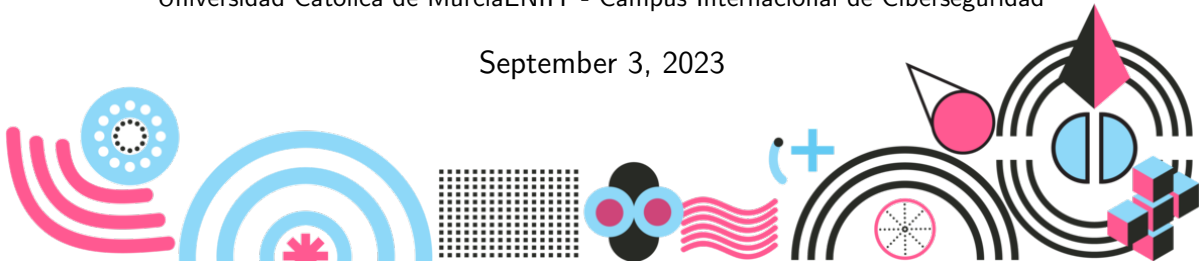 Universidad Católica de MurciaENIIT - Campus Internacional de Ciberseguridad
September 3, 2023